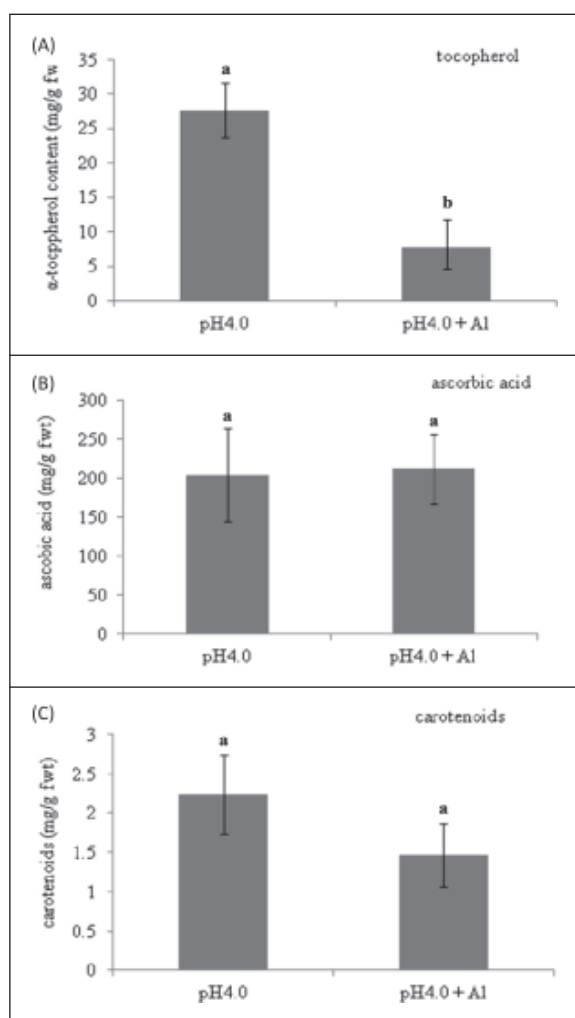 (A)
tocopherol
α-tocppherol content (mg/g fw
35
30
25
20
15
10
5
0
a
b
pH4.0
pH4.0 + Al
(B)
ascorbic acid
ascobic acid (mg/g fwt)
300
250
200
150
100
50
0
a
a
pH4.0
pH4.0 + Al
(C)
carotenoids
carotenoids (mg/g fwt)
3
2.5
2
1.5
1
0.5
0
a
a
pH4.0
pH4.0 + Al